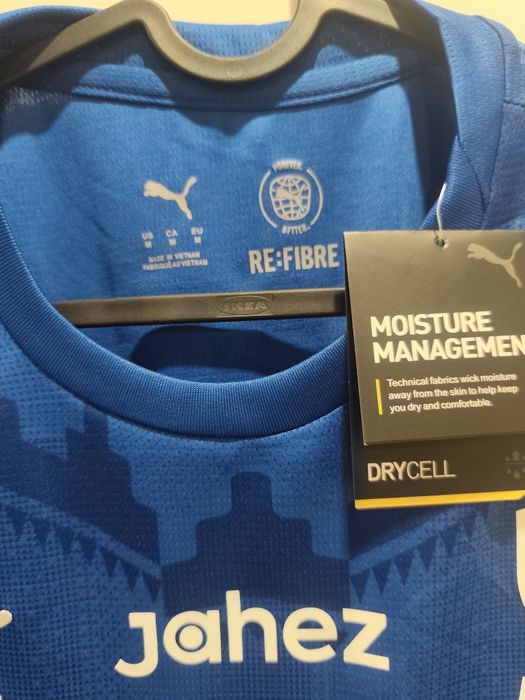 FOREVER.
BETTER.
US CA EU
M M M
MADE IN VIETNAM
FABRIQUÉ AU VIETNAM
RE:FIBRE
IKEA
MOISTURE
MANAGEMEN
Technical fabrics wick moisture
away from the skin to help keep
you dry and comfortable.
DRYCELL
jahez